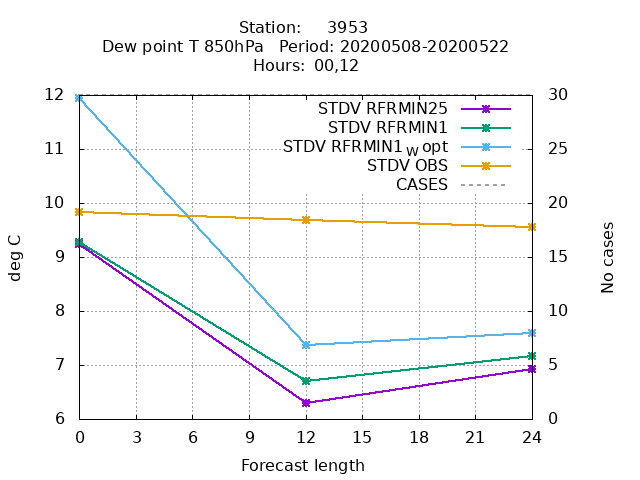 Station: 3953
Dew point T 850hPa Period: 20200508-20200522
Hours: 00,12
STDV RFRMIN25
STDV RFRMIN1
STDV RFRMIN1_W opt
STDV OBS
CASES
12
11
10
9
8
7
6
30
25
20
15
10
5
0
deg C
No cases
0 3 6 9 12 15 18 21 24
Forecast length